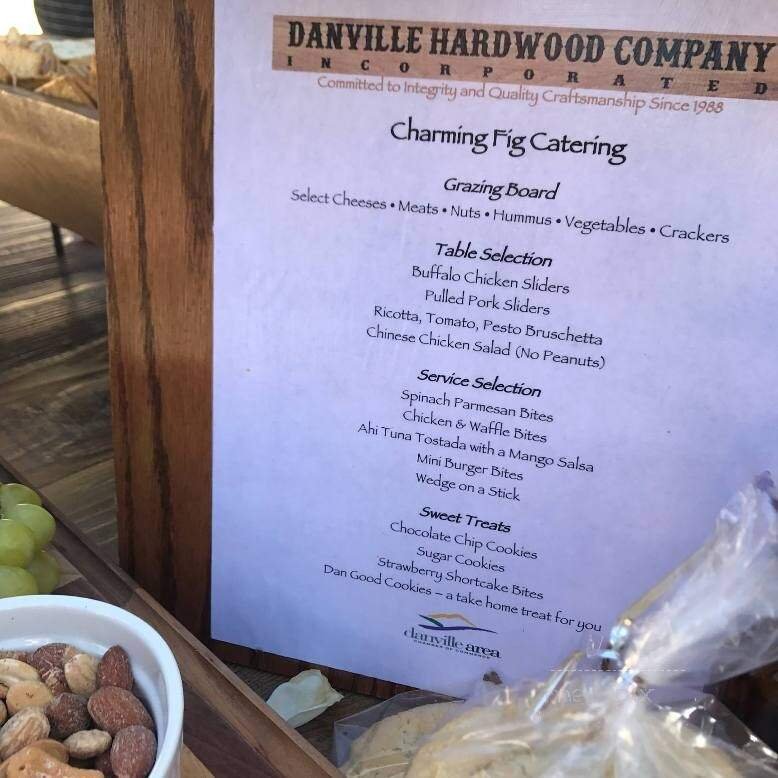 DANVILLE HARDWOOD COMPANY
INCORPORATED
Committed to Integrity and Quality Craftsmanship Since 1988
Charming Fig Catering
Grazing Board
Select Cheeses • Meats • Nuts • Hummus • Vegetables • Crackers
Table Selection
Buffalo Chicken Sliders
Pulled Pork Sliders
Ricotta, Tomato, Pesto Bruschetta
Chinese Chicken Salad (No Peanuts)
Service Selection
Spinach Parmesan Bites
Chicken & Waffle Bites
Ahi Tuna Tostada with a Mango Salsa
Mini Burger Bites
Wedge on a Stick
Sweet Treats
Chocolate Chip Cookies
Sugar Cookies
Strawberry Shortcake Bites
Dan Good Cookies – a take home treat for you
danville area
CHAMBER OF COMMERCE